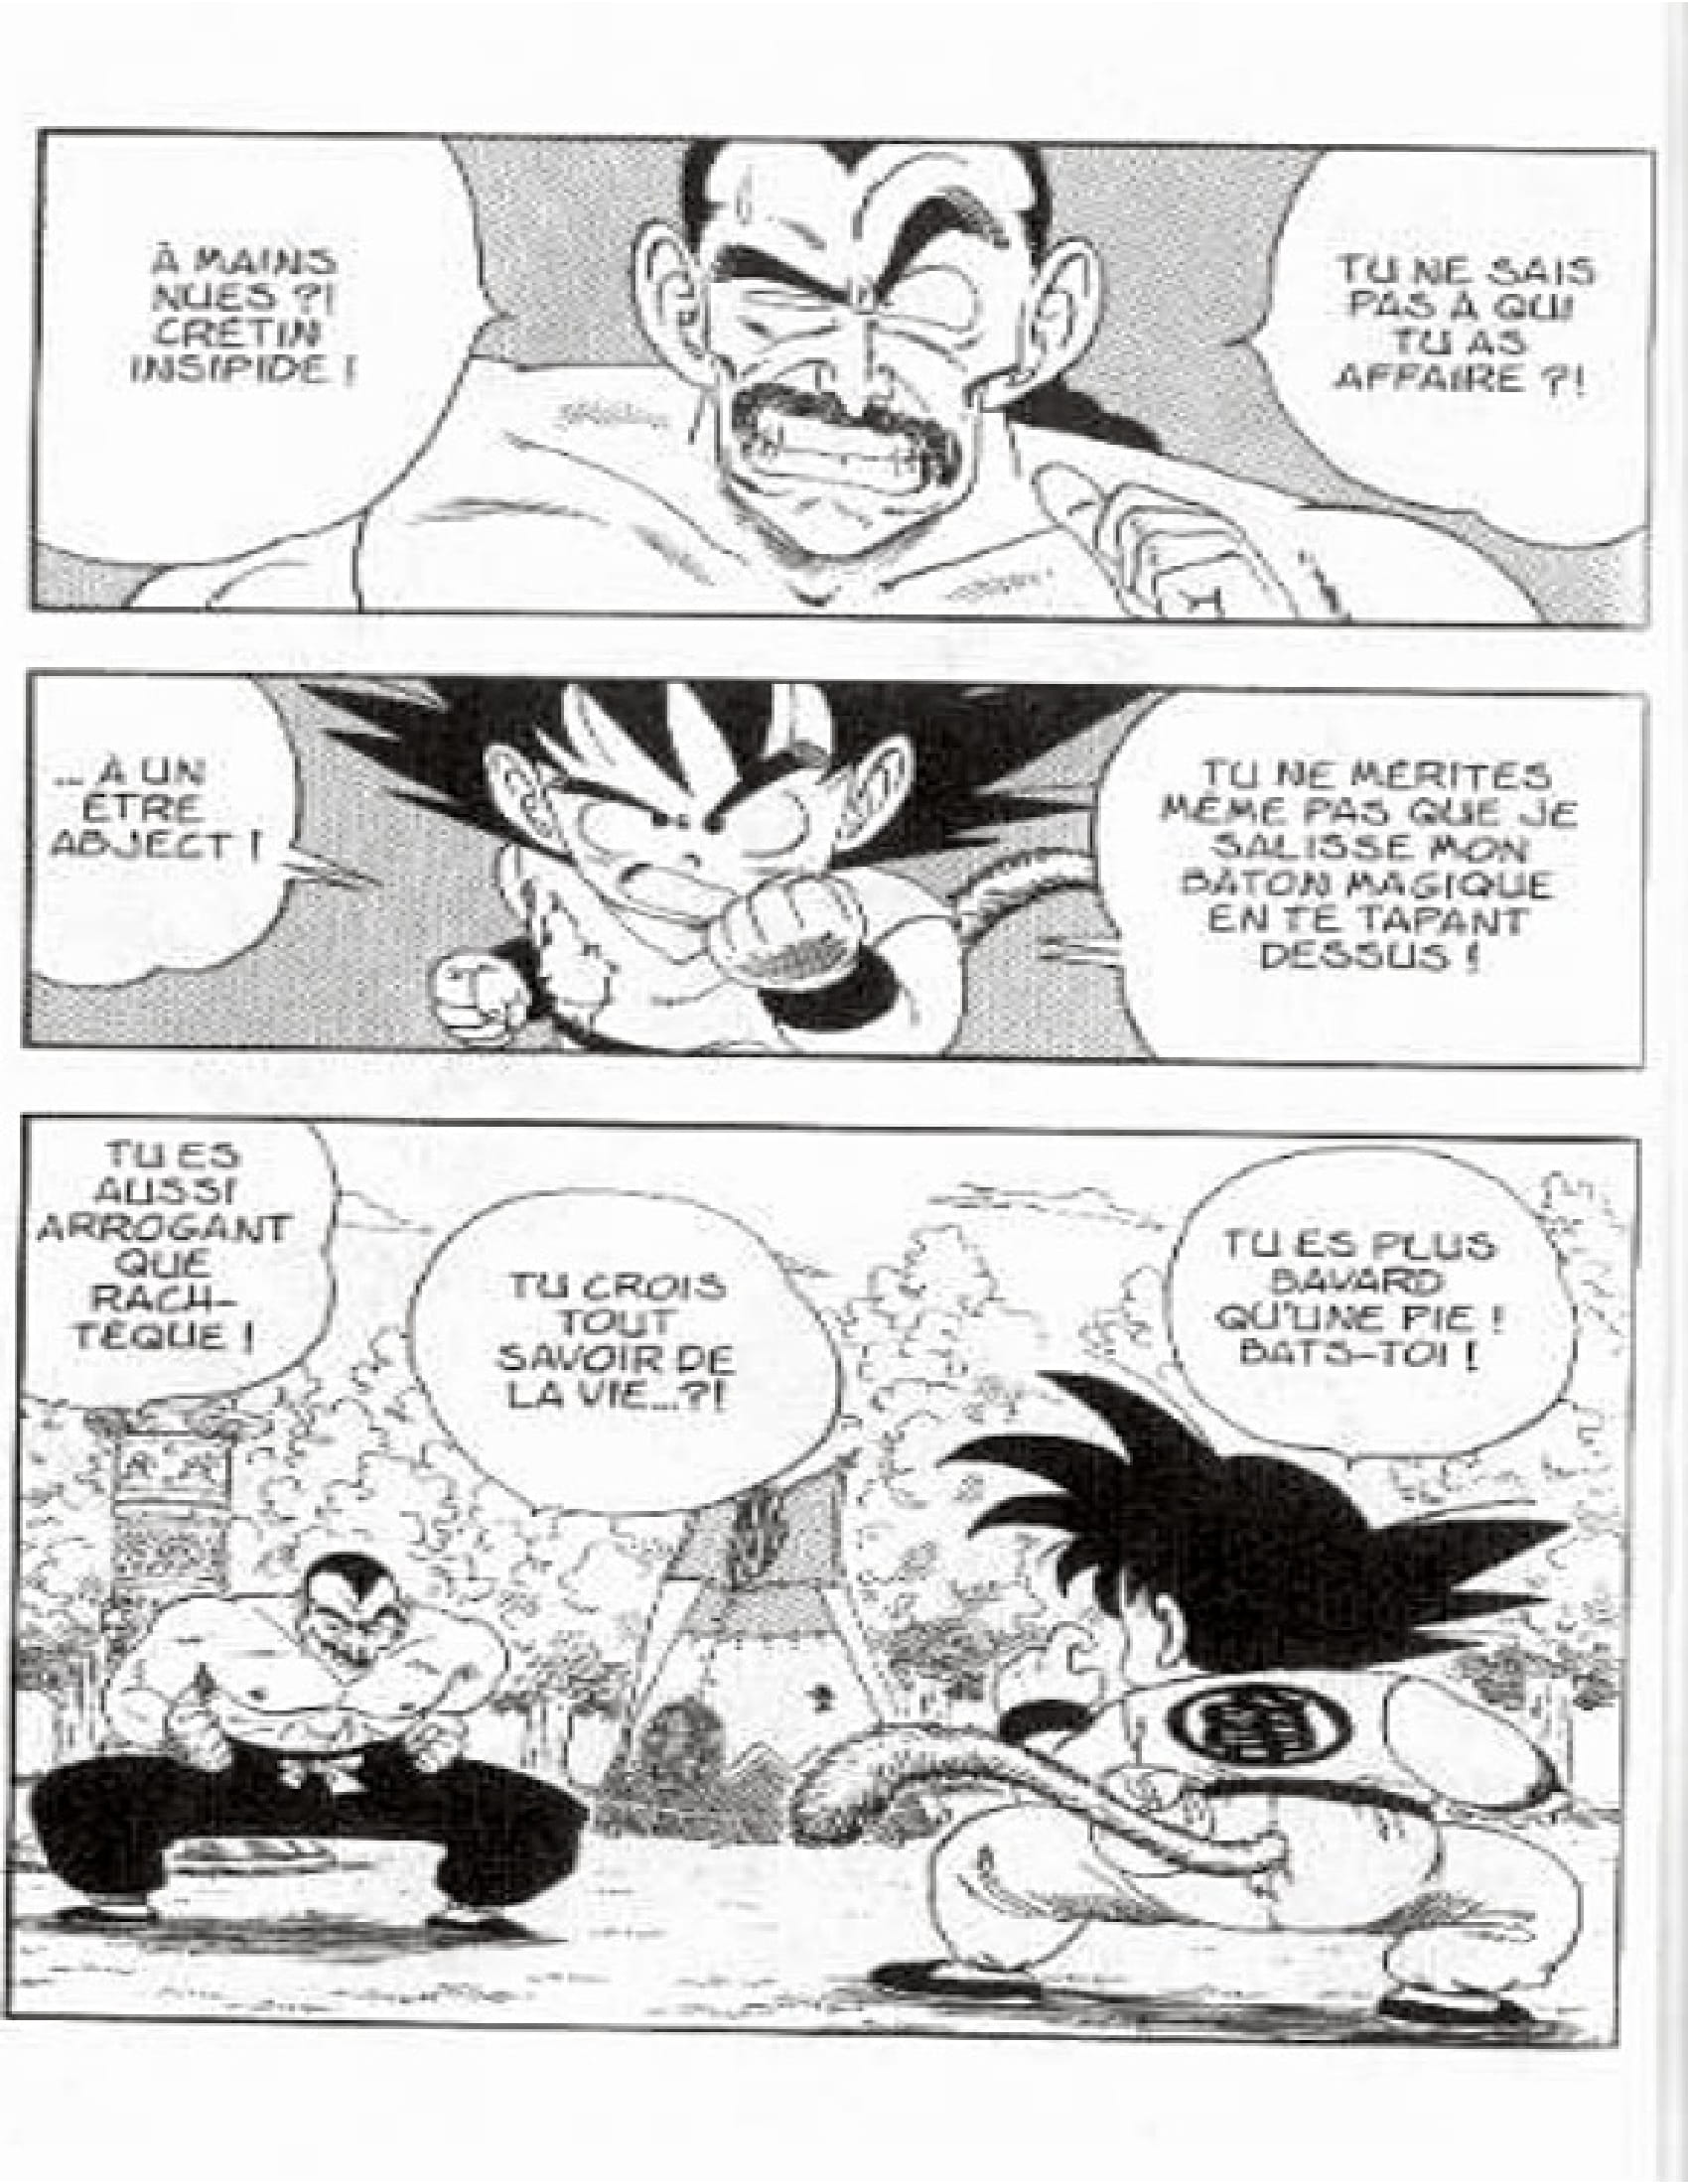 À MAINS
NUES ?!
CRÉTIN
INSIPIDE !
TU NE SAIS
PAS À QUI
TU AS
AFFAIRE ?!
... À UN
ÊTRE
ABJECT !
TU NE MÉRITES
MÊME PAS QUE JE
SALISSE MON
BÂTON MAGIQUE
EN TE TAPANT
DESSUS !
TU ES
AUSSI
ARROGANT
QUE
RACH-
TÈQUE !
TU CROIS
TOUT
SAVOIR DE
LA VIE...?!
TU ES PLUS
BAVARD
QU'UNE PIE !
BATS-TOI !